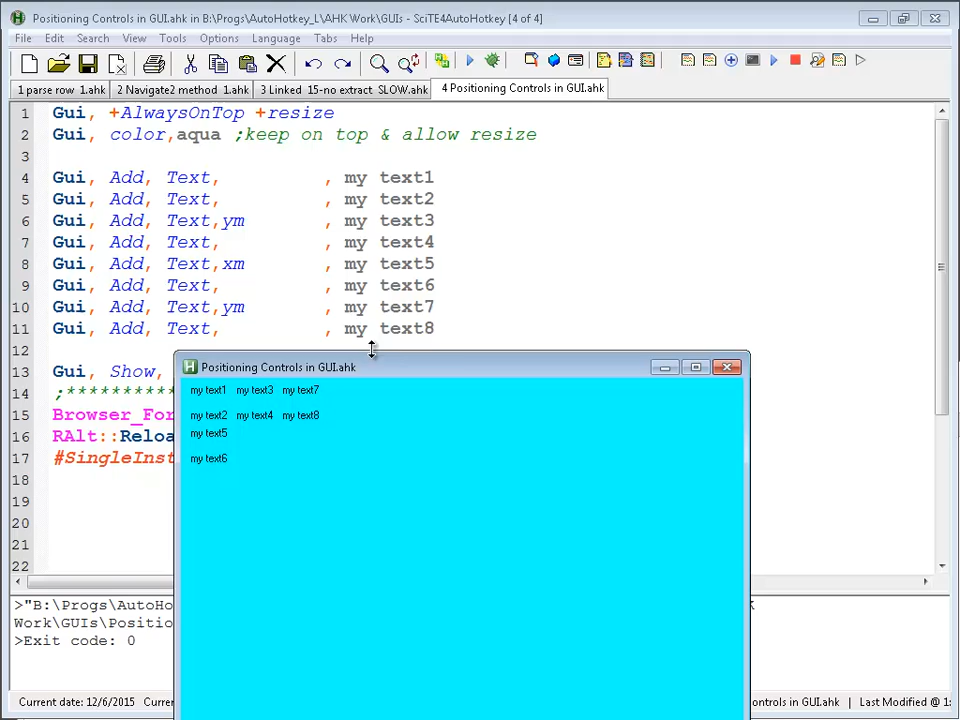 Positioning Controls in GUI.ahk in B:\Progs\AutoHotkey_L\AHK Work\GUIs - SciTE4AutoHotkey [4 of 4]
File Edit Search View Tools Options Language Tabs Help
1 parse row 1.ahk 2 Navigate2 method 1.ahk 3 Linked 15-no extract SLOW.ahk 4 Positioning Controls in GUI.ahk
1 Gui, +AlwaysOnTop +resize
2 Gui, color,aqua ;keep on top & allow resize
3
4 Gui, Add, Text, , my text1
5 Gui, Add, Text, , my text2
6 Gui, Add, Text,ym , my text3
7 Gui, Add, Text, , my text4
8 Gui, Add, Text,xm , my text5
9 Gui, Add, Text, , my text6
10 Gui, Add, Text,ym , my text7
11 Gui, Add, Text, , my text8
12
13 Gui, Show,
14 ;**********
15 Browser_For
16 RAlt::Reloa
17 #SingleInst
18
19
20
21
22
Positioning Controls in GUI.ahk
my text1 my text3 my text7
my text2 my text4 my text8
my text5
my text6
>"B:\Progs\AutoHo
Work\GUIs\Positio
>Exit code: 0
Current date: 12/6/2015 Curre
ontrols in GUI.ahk | Last Modified @ 1: